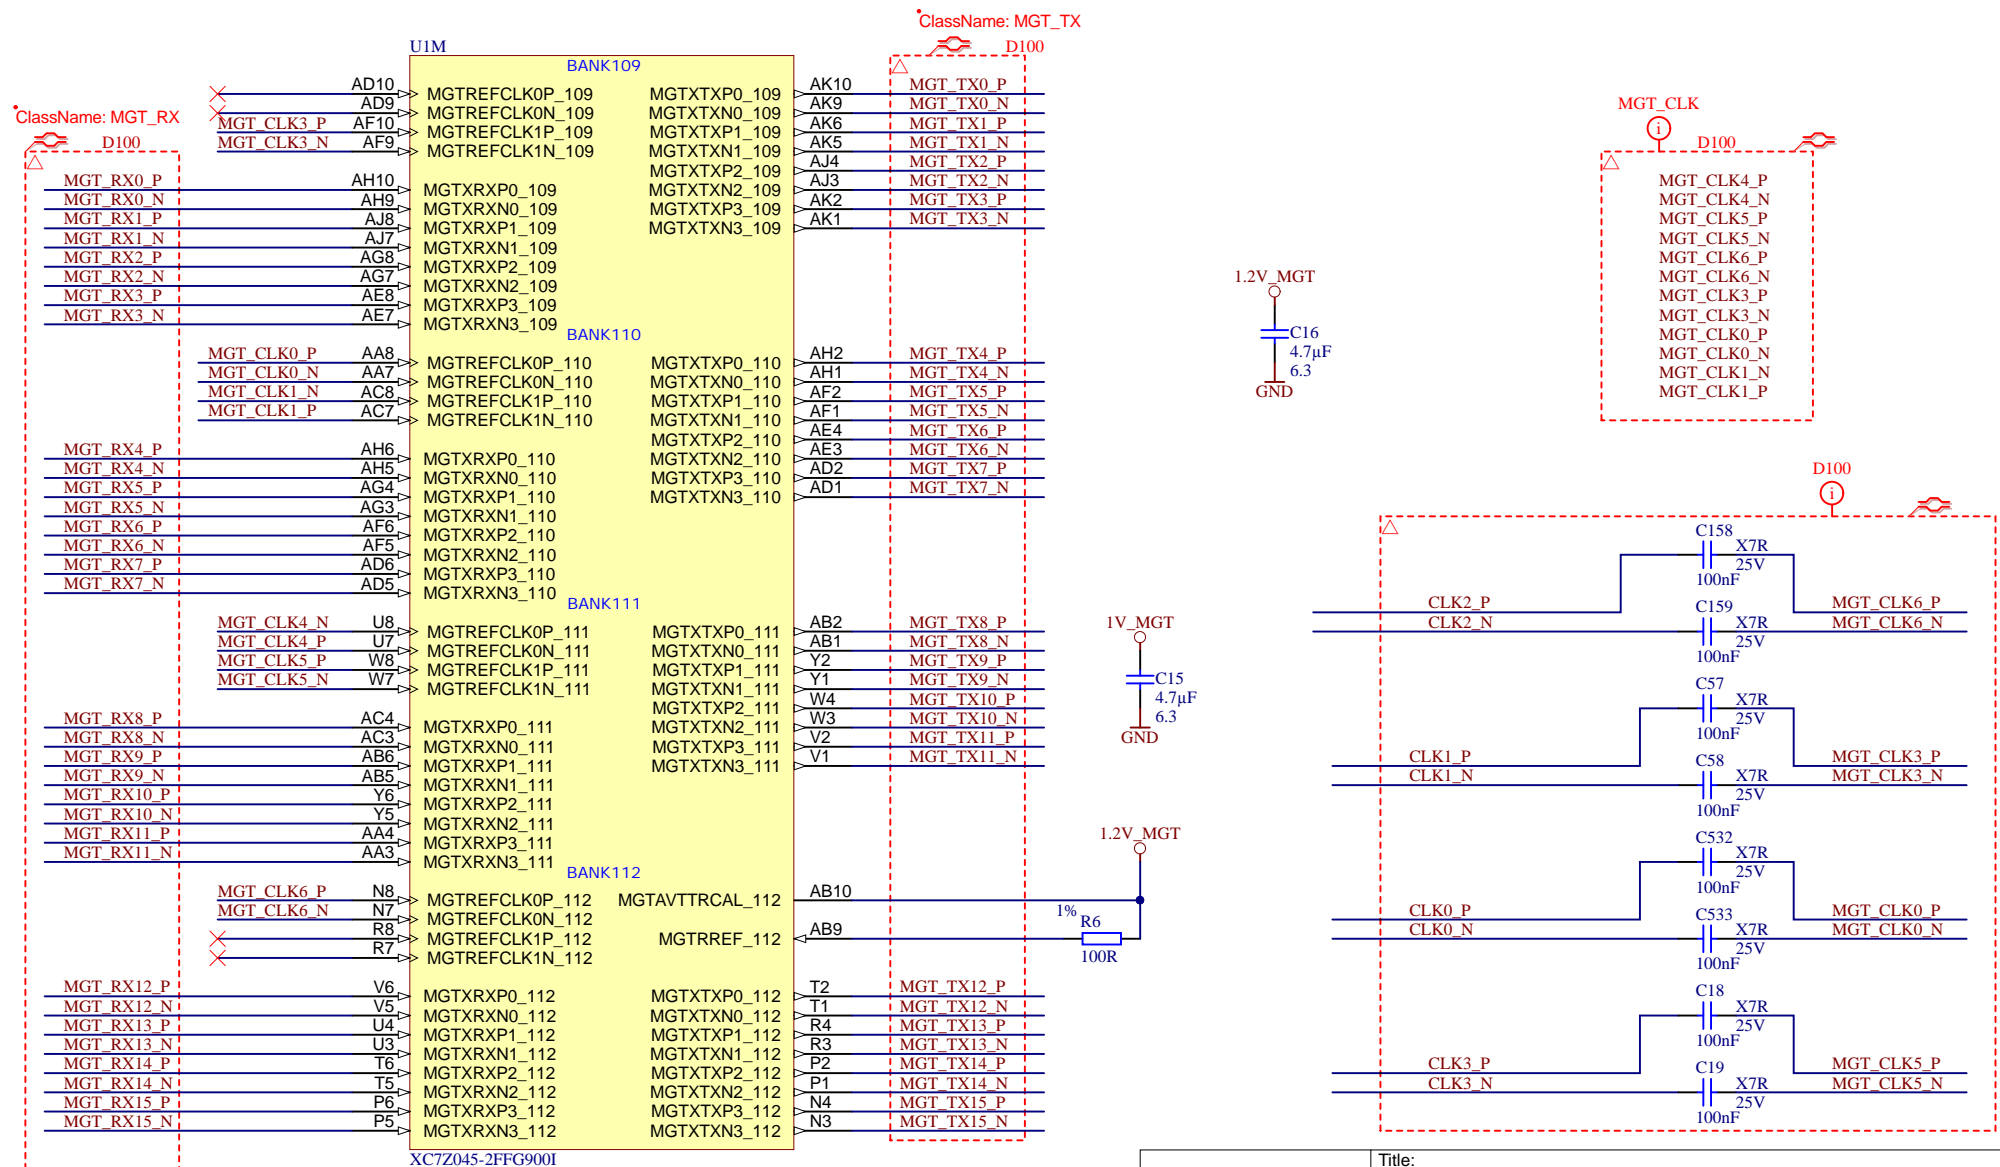 ClassName: MGT_TX
D100
ClassName: MGT_RX
D100
U1M
BANK109
AD10 MGTREFCLK0P_109 MGTXTXP0_109 AK10 MGT_TX0_P
AD9 MGTREFCLK0N_109 MGTXTXN0_109 AK9 MGT_TX0_N
MGT_CLK3_P AF10 MGTREFCLK1P_109 MGTXTXP1_109 AK6 MGT_TX1_P
MGT_CLK3_N AF9 MGTREFCLK1N_109 MGTXTXN1_109 AK5 MGT_TX1_N
MGTXTXP2_109 AJ4 MGT_TX2_P
MGT_RX0_P AH10 MGTXRXP0_109 MGTXTXN2_109 AJ3 MGT_TX2_N
MGT_RX0_N AH9 MGTXRXN0_109 MGTXTXP3_109 AK2 MGT_TX3_P
MGT_RX1_P AJ8 MGTXRXP1_109 MGTXTXN3_109 AK1 MGT_TX3_N
MGT_RX1_N AJ7 MGTXRXN1_109
MGT_RX2_P AG8 MGTXRXP2_109
MGT_RX2_N AG7 MGTXRXN2_109
MGT_RX3_P AE8 MGTXRXP3_109
MGT_RX3_N AE7 MGTXRXN3_109
BANK110
MGT_CLK0_P AA8 MGTREFCLK0P_110 MGTXTXP0_110 AH2 MGT_TX4_P
MGT_CLK0_N AA7 MGTREFCLK0N_110 MGTXTXN0_110 AH1 MGT_TX4_N
MGT_CLK1_N AC8 MGTREFCLK1P_110 MGTXTXP1_110 AF2 MGT_TX5_P
MGT_CLK1_P AC7 MGTREFCLK1N_110 MGTXTXN1_110 AF1 MGT_TX5_N
MGTXTXP2_110 AE4 MGT_TX6_P
MGT_RX4_P AH6 MGTXRXP0_110 MGTXTXN2_110 AE3 MGT_TX6_N
MGT_RX4_N AH5 MGTXRXN0_110 MGTXTXP3_110 AD2 MGT_TX7_P
MGT_RX5_P AG4 MGTXRXP1_110 MGTXTXN3_110 AD1 MGT_TX7_N
MGT_RX5_N AG3 MGTXRXN1_110
MGT_RX6_P AF6 MGTXRXP2_110
MGT_RX6_N AF5 MGTXRXN2_110
MGT_RX7_P AD6 MGTXRXP3_110
MGT_RX7_N AD5 MGTXRXN3_110
BANK111
MGT_CLK4_N U8 MGTREFCLK0P_111 MGTXTXP0_111 AB2 MGT_TX8_P
MGT_CLK4_P U7 MGTREFCLK0N_111 MGTXTXN0_111 AB1 MGT_TX8_N
MGT_CLK5_P W8 MGTREFCLK1P_111 MGTXTXP1_111 Y2 MGT_TX9_P
MGT_CLK5_N W7 MGTREFCLK1N_111 MGTXTXN1_111 Y1 MGT_TX9_N
MGTXTXP2_111 W4 MGT_TX10_P
MGT_RX8_P AC4 MGTXRXP0_111 MGTXTXN2_111 W3 MGT_TX10_N
MGT_RX8_N AC3 MGTXRXN0_111 MGTXTXP3_111 V2 MGT_TX11_P
MGT_RX9_P AB6 MGTXRXP1_111 MGTXTXN3_111 V1 MGT_TX11_N
MGT_RX9_N AB5 MGTXRXN1_111
MGT_RX10_P Y6 MGTXRXP2_111
MGT_RX10_N Y5 MGTXRXN2_111
MGT_RX11_P AA4 MGTXRXP3_111
MGT_RX11_N AA3 MGTXRXN3_111
BANK112
MGT_CLK6_P N8 MGTREFCLK0P_112 MGTAVTTRCAL_112 AB10
MGT_CLK6_N N7 MGTREFCLK0N_112
R8 MGTREFCLK1P_112 MGTRREF_112 AB9
R7 MGTREFCLK1N_112
MGT_RX12_P V6 MGTXRXP0_112 MGTXTXP0_112 T2 MGT_TX12_P
MGT_RX12_N V5 MGTXRXN0_112 MGTXTXN0_112 T1 MGT_TX12_N
MGT_RX13_P U4 MGTXRXP1_112 MGTXTXP1_112 R4 MGT_TX13_P
MGT_RX13_N U3 MGTXRXN1_112 MGTXTXN1_112 R3 MGT_TX13_N
MGT_RX14_P T6 MGTXRXP2_112 MGTXTXP2_112 P2 MGT_TX14_P
MGT_RX14_N T5 MGTXRXN2_112 MGTXTXN2_112 P1 MGT_TX14_N
MGT_RX15_P P6 MGTXRXP3_112 MGTXTXP3_112 N4 MGT_TX15_P
MGT_RX15_N P5 MGTXRXN3_112 MGTXTXN3_112 N3 MGT_TX15_N
XC7Z045-2FFG900I
1.2V_MGT
C16
4.7µF
6.3
GND
1V_MGT
C15
4.7µF
6.3
GND
1.2V_MGT
1%
R6
100R
MGT_CLK
i
D100
MGT_CLK4_P
MGT_CLK4_N
MGT_CLK5_P
MGT_CLK5_N
MGT_CLK6_P
MGT_CLK6_N
MGT_CLK3_P
MGT_CLK3_N
MGT_CLK0_P
MGT_CLK0_N
MGT_CLK1_N
MGT_CLK1_P
D100
i
C158
X7R
25V
100nF
CLK2_P MGT_CLK6_P
C159
CLK2_N X7R MGT_CLK6_N
25V
100nF
C57
X7R
25V
100nF
CLK1_P MGT_CLK3_P
C58
CLK1_N X7R MGT_CLK3_N
25V
100nF
C532
X7R
25V
100nF
CLK0_P MGT_CLK0_P
C533
CLK0_N X7R MGT_CLK0_N
25V
100nF
C18
X7R
25V
100nF
CLK3_P MGT_CLK5_P
C19
CLK3_N X7R MGT_CLK5_N
25V
100nF
Title: